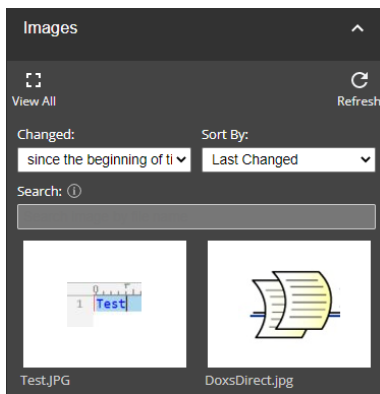 Images
View All
Refresh
Changed:
Sort By:
since the beginning of ti
Last Changed
Search:
0
1 Test
Test.JPG
DoxsDirect.jpg